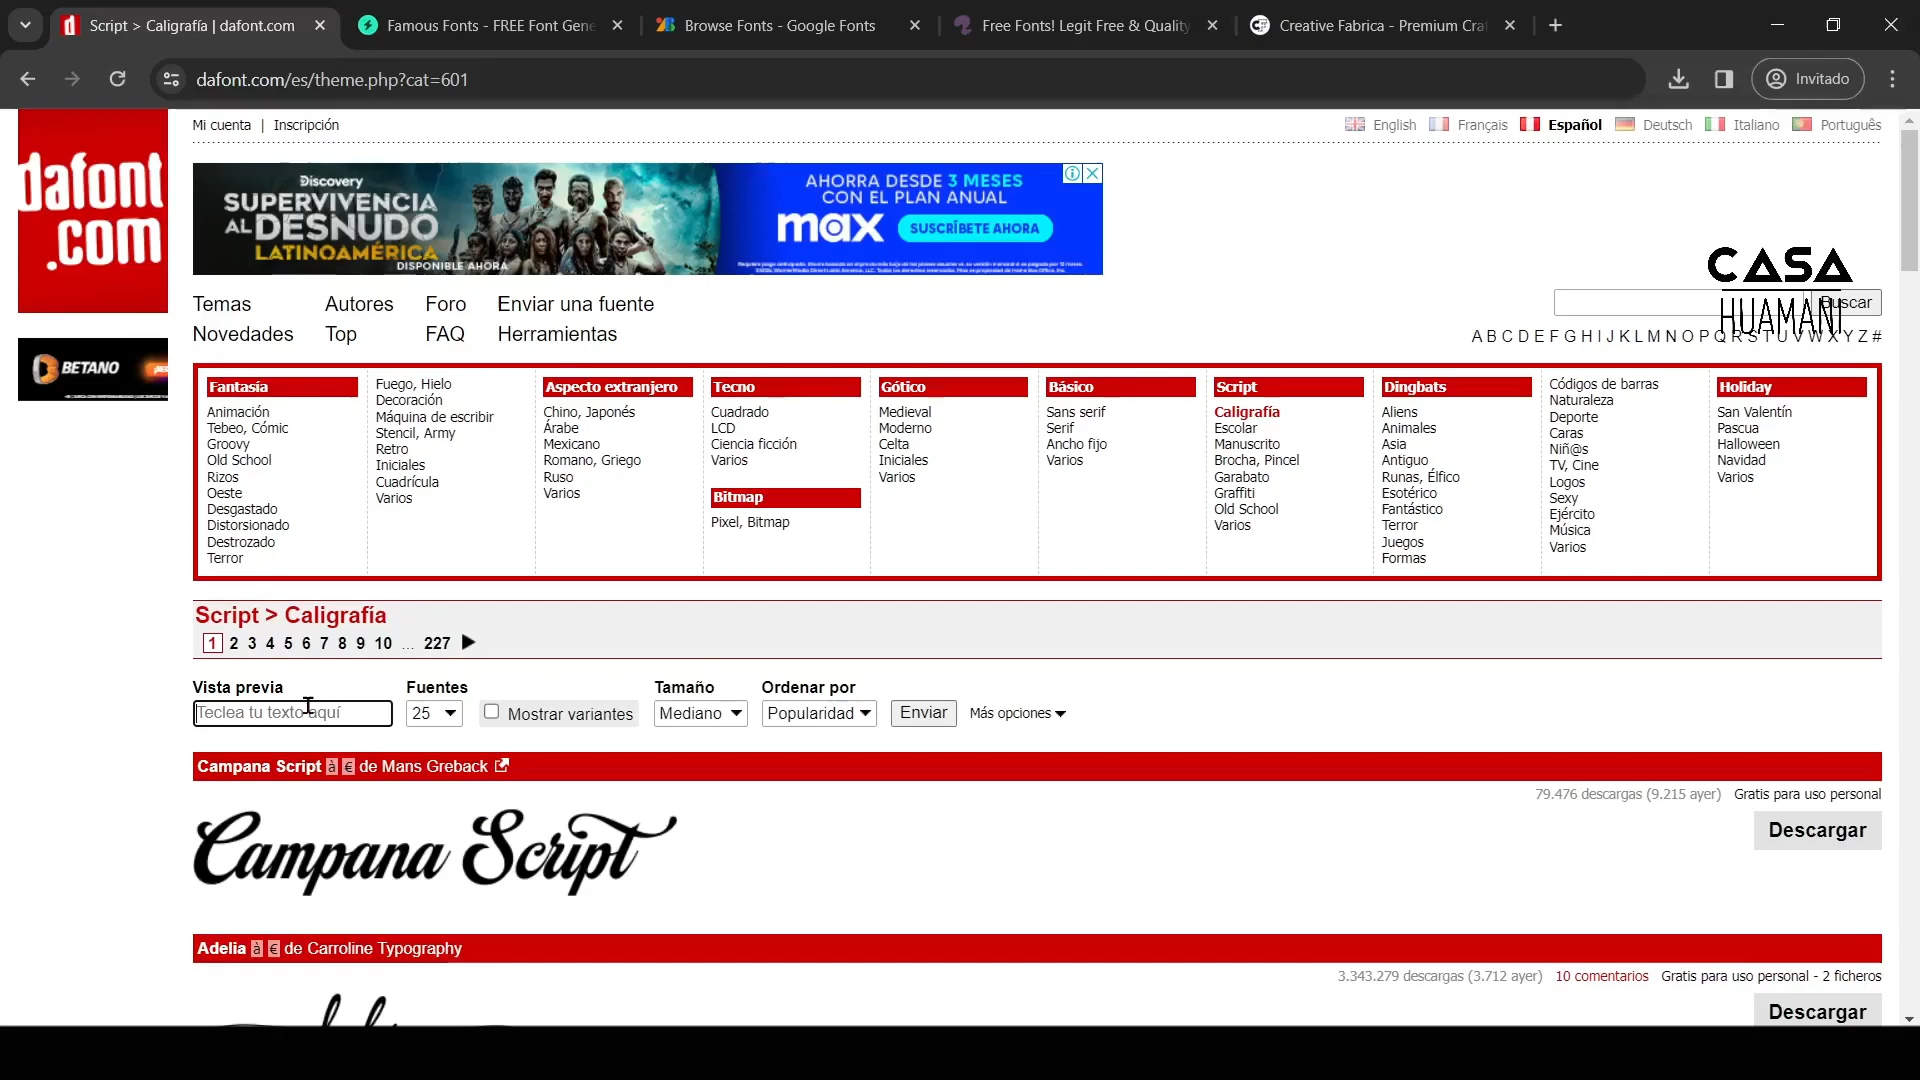 Script > Caligrafía | dafont.com
Famous Fonts - FREE Font Gene
Browse Fonts - Google Fonts
Free Fonts! Legit Free & Quality
Creative Fabrica - Premium Cra
dafont.com/es/theme.php?cat=601
Invitado
dafont
.com
Mi cuenta | Inscripción
English Français Español Deutsch Italiano Português
Discovery
SUPERVIVENCIA
AL DESNUDO
LATINOAMÉRICA
DISPONIBLE AHORA
AHORRA DESDE 3 MESES
CON EL PLAN ANUAL
max
SUSCRÍBETE AHORA
CASA
HUAMANI
BETANO
Temas Autores Foro Enviar una fuente
Novedades Top FAQ Herramientas
Buscar
A B C D E F G H I J K L M N O P Q R S T U V W X Y Z #
Fantasía
Animación
Tebeo, Cómic
Groovy
Old School
Rizos
Oeste
Desgastado
Distorsionado
Destrozado
Terror
Fuego, Hielo
Decoración
Máquina de escribir
Stencil, Army
Retro
Iniciales
Cuadrícula
Varios
Aspecto extranjero
Chino, Japonés
Árabe
Mexicano
Romano, Griego
Ruso
Varios
Tecno
Cuadrado
LCD
Ciencia ficción
Varios
Bitmap
Pixel, Bitmap
Gótico
Medieval
Moderno
Celta
Iniciales
Varios
Básico
Sans serif
Serif
Ancho fijo
Varios
Script
Caligrafía
Escolar
Manuscrito
Brocha, Pincel
Garabato
Graffiti
Old School
Varios
Dingbats
Aliens
Animales
Asia
Antiguo
Runas, Élfico
Esotérico
Fantástico
Terror
Juegos
Formas
Códigos de barras
Naturaleza
Deporte
Caras
Niñ@s
TV, Cine
Logos
Sexy
Ejército
Música
Varios
Holiday
San Valentín
Pascua
Halloween
Navidad
Varios
Script > Caligrafía
1 2 3 4 5 6 7 8 9 10 ... 227
Vista previa Fuentes Tamaño Ordenar por
Teclea tu texto aquí 25 Mostrar variantes Mediano Popularidad Enviar Más opciones
Campana Script à € de Mans Greback
79.476 descargas (9.215 ayer) Gratis para uso personal
Descargar
Campana Script
Adelia à € de Carroline Typography
3.343.279 descargas (3.712 ayer) 10 comentarios Gratis para uso personal - 2 ficheros
Descargar